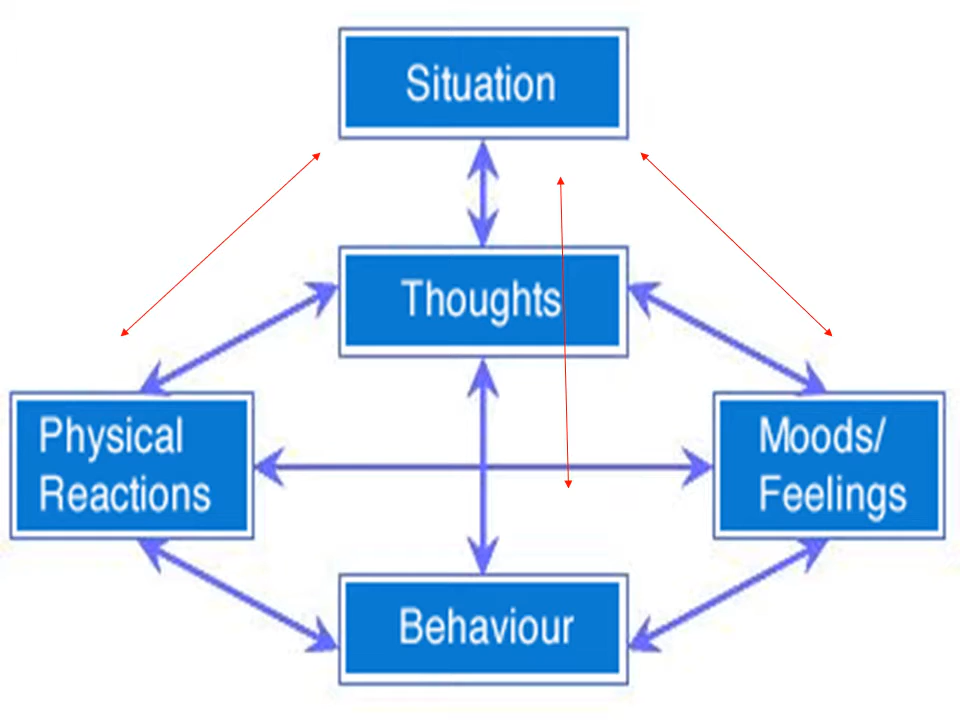 Situation
Thoughts
Physical
Reactions
Moods/
Feelings
Behaviour